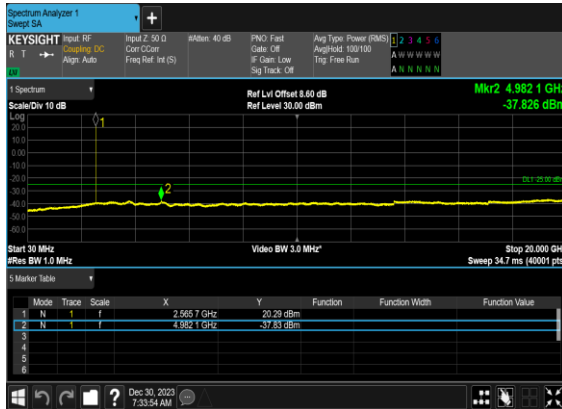 Spectrum Analyzer 1
Swept SA
+
KEYSIGHT Input: RF Input Z: 50 Ω #Atten: 40 dB PNO: Fast Avg Type: Power (RMS) 1 2 3 4 5 6
R T Coupling: DC Corr CCorr Gate: Off Avg|Hold: 100/100 A W W W W W
Align: Auto Freq Ref: Int (S) IF Gain: Low Trig: Free Run
LXI Sig Track: Off A N N N N N
1 Spectrum Ref Lvl Offset 8.60 dB Mkr2 4.982 1 GHz
Scale/Div 10 dB Ref Level 30.00 dBm -37.826 dBm
Log
1
20.0
10.0
0.00
-10.0
-20.0
DL1 -25.00 dBm
-30.0
2
-40.0
-50.0
-60.0
Start 30 MHz Video BW 3.0 MHz* Stop 20.000 GHz
#Res BW 1.0 MHz Sweep 34.7 ms (40001 pts)
5 Marker Table
Mode Trace Scale X Y Function Function Width Function Value
1 N 1 f 2.565 7 GHz 20.29 dBm
2 N 1 f 4.982 1 GHz -37.83 dBm
3
4
5
6
? Dec 30, 2023
7:33:54 AM